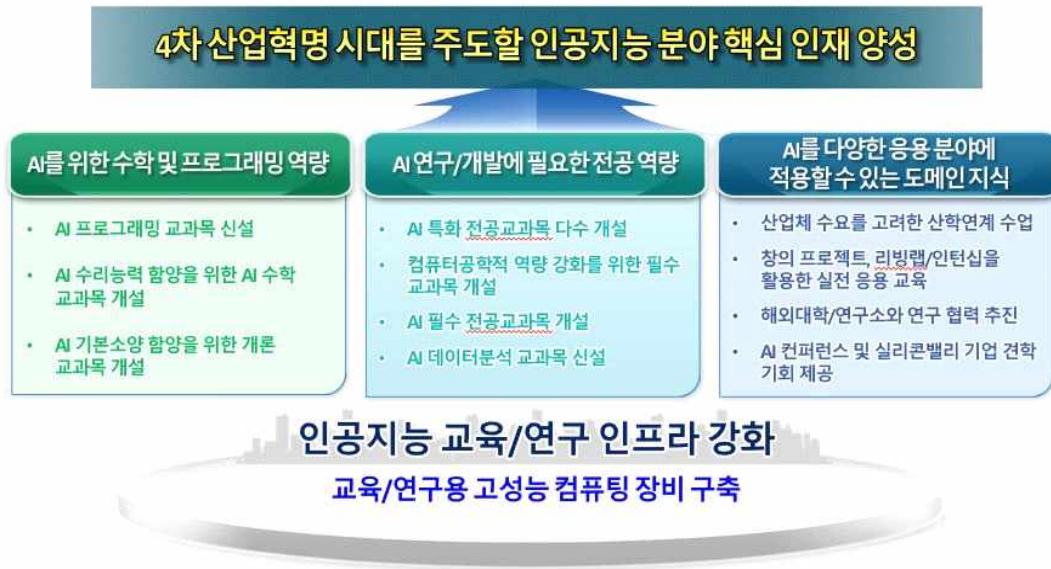 4차 산업혁명 시대를 주도할 인공지능 분야 핵심 인재 양성
AI를 위한 수학 및 프로그래밍 역량
• AI 프로그래밍 교과목 신설
• AI 수리능력 함양을 위한 AI 수학
교과목 개설
• AI 기본소양 함양을 위한 개론
교과목 개설
AI 연구/개발에 필요한 전공 역량
• AI 특화 전공교과목 다수 개설
• 컴퓨터공학적 역량 강화를 위한 필수
교과목 개설
• AI 필수 전공교과목 개설
• AI 데이터분석 교과목 신설
AI를 다양한 응용 분야에
적용할 수 있는 도메인 지식
• 산업체 수요를 고려한 산학연계 수업
• 창의 프로젝트, 리빙랩/인턴십을
활용한 실전 응용 교육
• 해외대학/연구소와 연구 협력 추진
• AI 컨퍼런스 및 실리콘밸리 기업 견학
기회 제공
인공지능 교육/연구 인프라 강화
교육/연구용 고성능 컴퓨팅 장비 구축